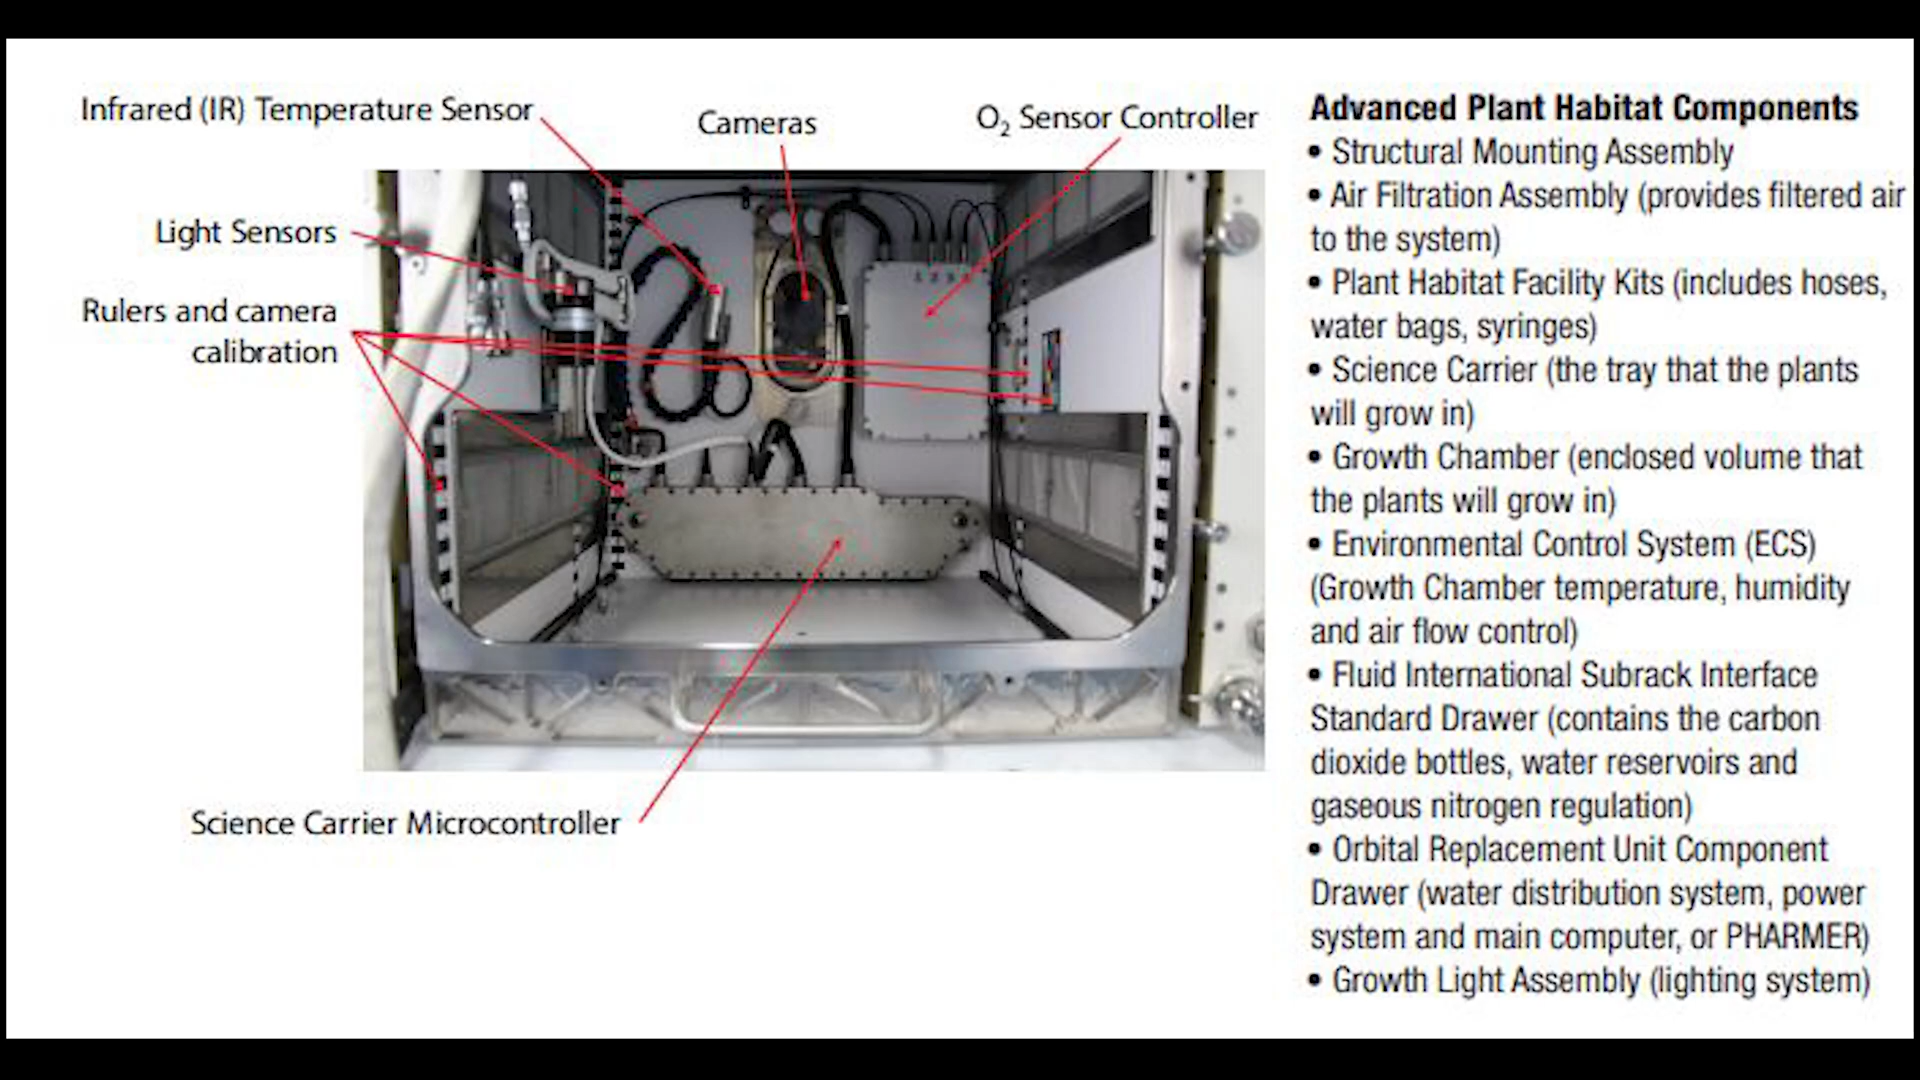 Infrared (IR) Temperature Sensor
Cameras
O₂ Sensor Controller
Light Sensors
Rulers and camera
calibration
Science Carrier Microcontroller
1 2 3
Advanced Plant Habitat Components
• Structural Mounting Assembly
• Air Filtration Assembly (provides filtered air
to the system)
• Plant Habitat Facility Kits (includes hoses,
water bags, syringes)
• Science Carrier (the tray that the plants
will grow in)
• Growth Chamber (enclosed volume that
the plants will grow in)
• Environmental Control System (ECS)
(Growth Chamber temperature, humidity
and air flow control)
• Fluid International Subrack Interface
Standard Drawer (contains the carbon
dioxide bottles, water reservoirs and
gaseous nitrogen regulation)
• Orbital Replacement Unit Component
Drawer (water distribution system, power
system and main computer, or PHARMER)
• Growth Light Assembly (lighting system)